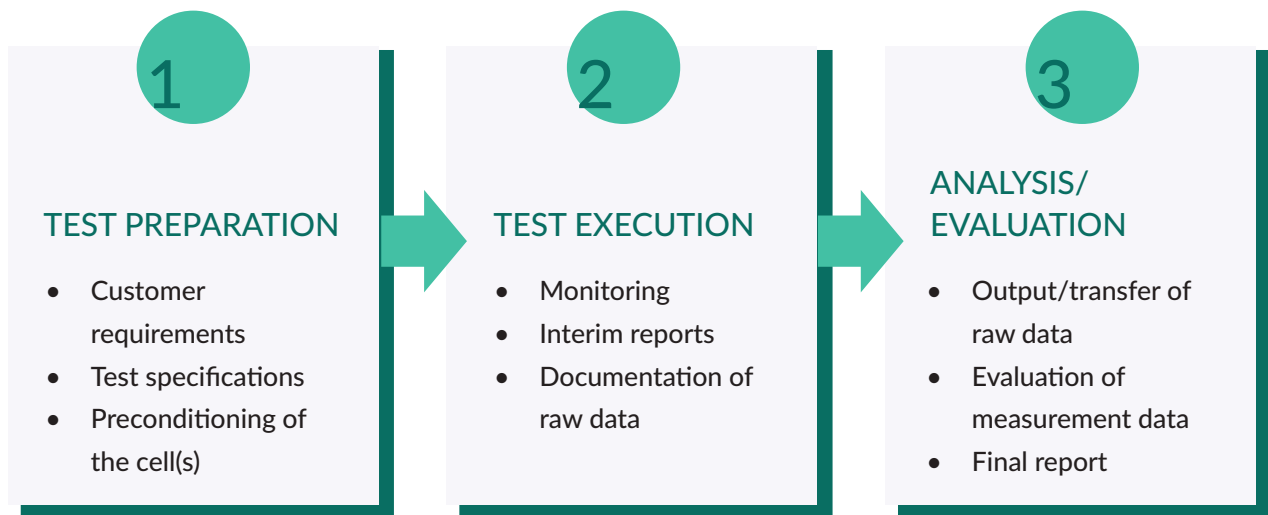 1
TEST PREPARATION
• Customer
requirements
• Test specifications
• Preconditioning of
the cell(s)
2
TEST EXECUTION
• Monitoring
• Interim reports
• Documentation of
raw data
3
ANALYSIS/
EVALUATION
• Output/transfer of
raw data
• Evaluation of
measurement data
• Final report